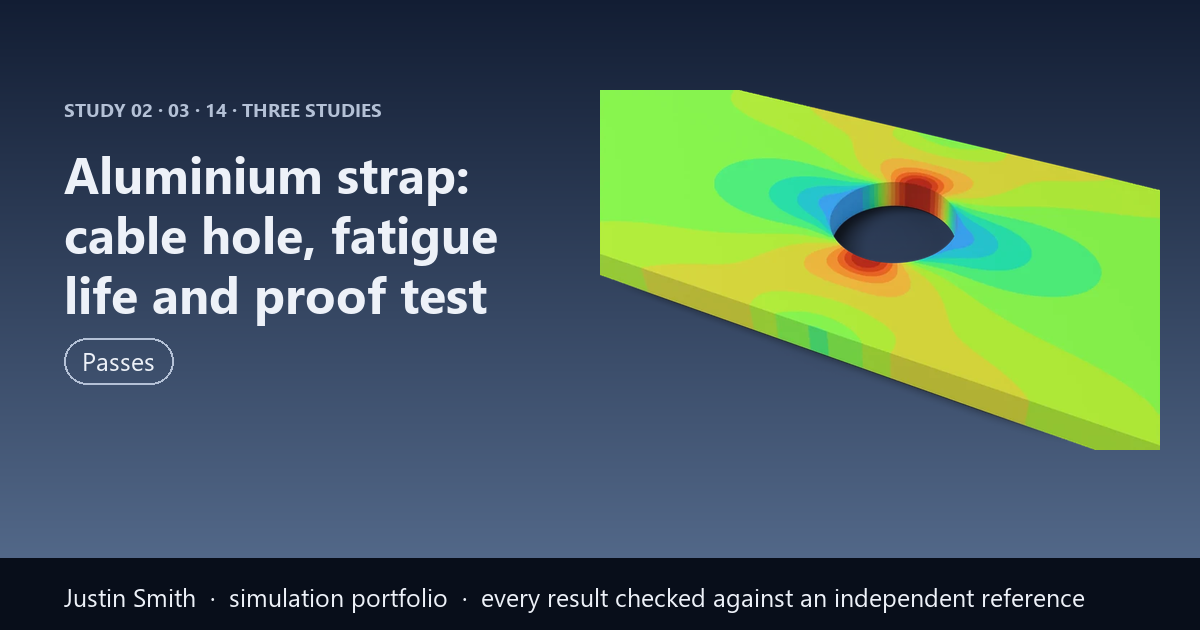 STUDY 02 · 03 · 14 · THREE STUDIES
Aluminium strap:
cable hole, fatigue
life and proof test
Passes
Justin Smith · simulation portfolio · every result checked against an independent reference